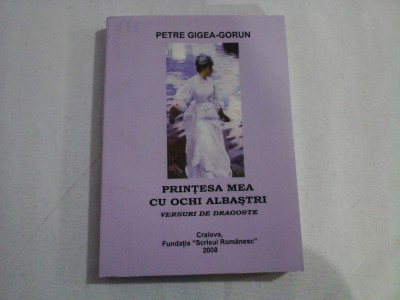 PETRE GIGEA-GORUN
PRINŢESA MEA
CU OCHI ALBAŞTRI
VERSURI DE DRAGOSTE
Craiova,
Fundaţia "Scrisul Românesc"
2008